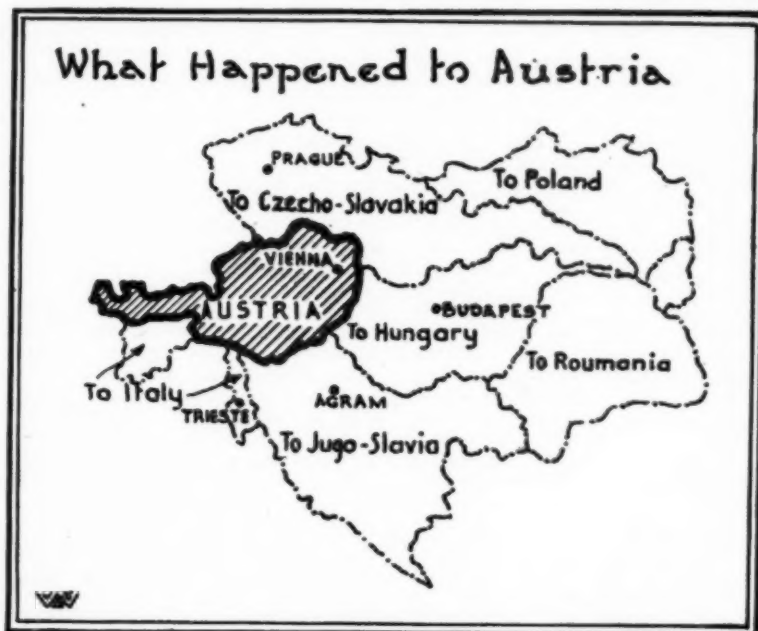 What Happened to Austria
PRAGUE
To Poland
To Czecho-Slavakia
VIENNA
AUSTRIA
BUDAPEST
To Hungary
To Roumania
To Italy
AGRAM
TRIESTE
To Jugo-Slavia